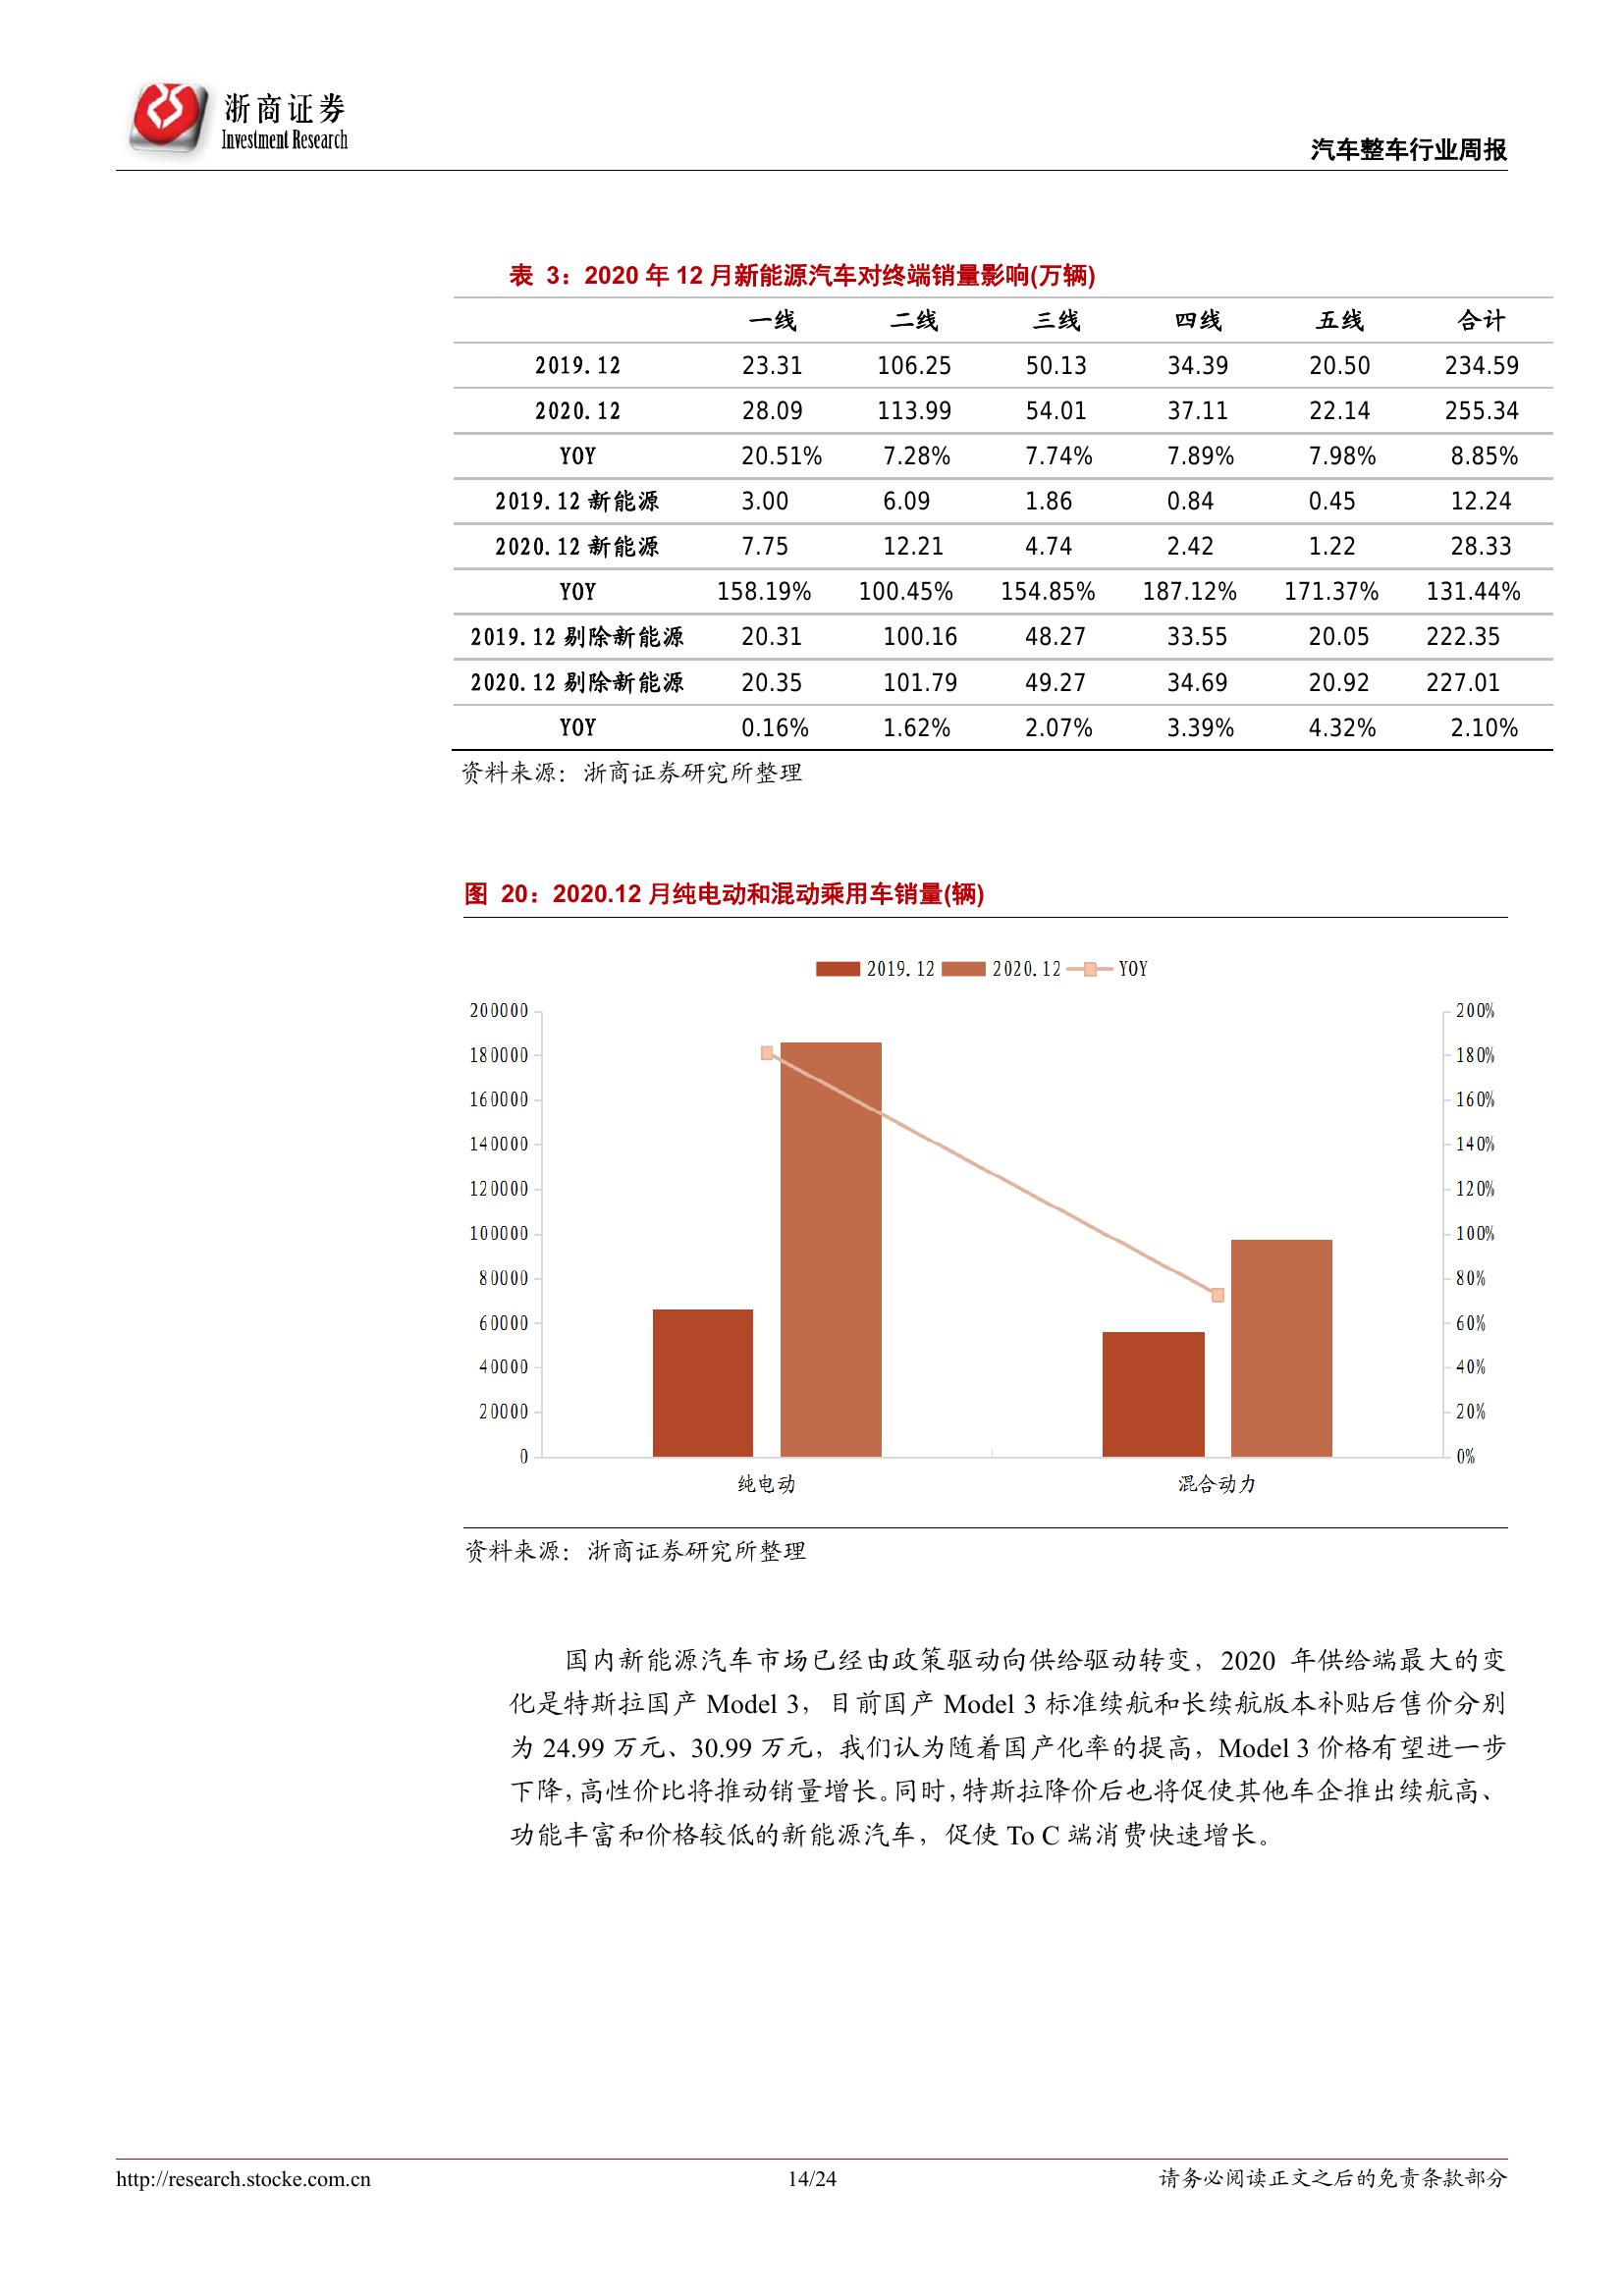 浙商证券
Investment Research
汽车整车行业周报
表 3：2020 年 12 月新能源汽车对终端销量影响(万辆)
一线 二线 三线 四线 五线 合计
2019.12 23.31 106.25 50.13 34.39 20.50 234.59
2020.12 28.09 113.99 54.01 37.11 22.14 255.34
YOY 20.51% 7.28% 7.74% 7.89% 7.98% 8.85%
2019.12 新能源 3.00 6.09 1.86 0.84 0.45 12.24
2020.12 新能源 7.75 12.21 4.74 2.42 1.22 28.33
YOY 158.19% 100.45% 154.85% 187.12% 171.37% 131.44%
2019.12 剔除新能源 20.31 100.16 48.27 33.55 20.05 222.35
2020.12 剔除新能源 20.35 101.79 49.27 34.69 20.92 227.01
YOY 0.16% 1.62% 2.07% 3.39% 4.32% 2.10%
资料来源：浙商证券研究所整理
图 20：2020.12 月纯电动和混动乘用车销量(辆)
2019.12 2020.12 YOY
200000 200%
180000 180%
160000 160%
140000 140%
120000 120%
100000 100%
80000 80%
60000 60%
40000 40%
20000 20%
0 0%
纯电动 混合动力
资料来源：浙商证券研究所整理
国内新能源汽车市场已经由政策驱动向供给驱动转变，2020 年供给端最大的变
化是特斯拉国产 Model 3，目前国产 Model 3 标准续航和长续航版本补贴后售价分别
为 24.99 万元、30.99 万元，我们认为随着国产化率的提高，Model 3 价格有望进一步
下降，高性价比将推动销量增长。同时，特斯拉降价后也将促使其他车企推出续航高、
功能丰富和价格较低的新能源汽车，促使 To C 端消费快速增长。
http://research.stocke.com.cn 14/24 请务必阅读正文之后的免责条款部分